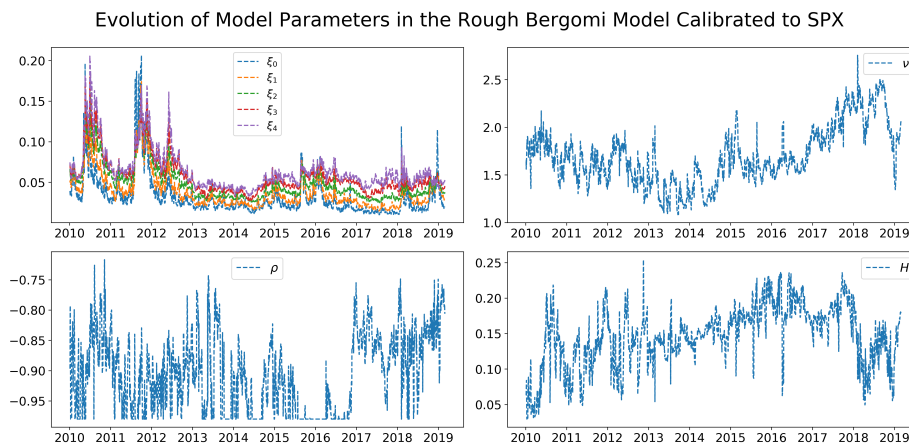 Evolution of Model Parameters in the Rough Bergomi Model Calibrated to SPX
0.20
0.15
0.10
0.05
ξ₀
ξ₁
ξ₂
ξ₃
ξ₄
2010 2011 2012 2013 2014 2015 2016 2017 2018 2019
2.5
2.0
1.5
1.0
ν
2010 2011 2012 2013 2014 2015 2016 2017 2018 2019
−0.75
−0.80
−0.85
−0.90
−0.95
ρ
2010 2011 2012 2013 2014 2015 2016 2017 2018 2019
0.25
0.20
0.15
0.10
0.05
H
2010 2011 2012 2013 2014 2015 2016 2017 2018 2019